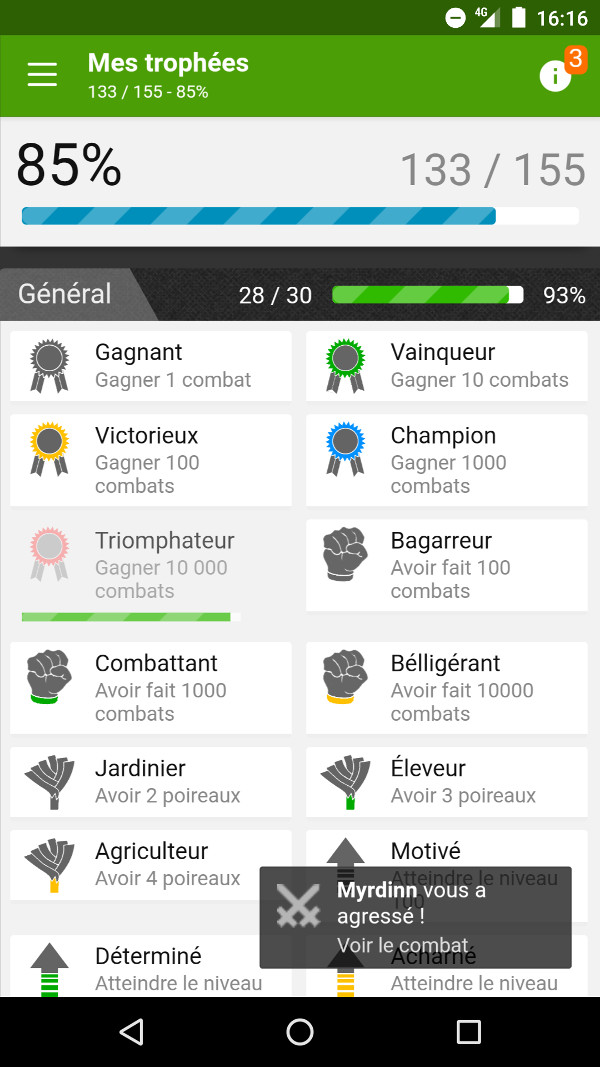 4G 16:16
Mes trophées
3
133 / 155 - 85%
85%
133 / 155
Général
28 / 30
93%
Gagnant
Gagner 1 combat
Vainqueur
Gagner 10 combats
Victorieux
Gagner 100
combats
Champion
Gagner 1000
combats
Triomphateur
Gagner 10 000
combats
Bagarreur
Avoir fait 100
combats
Combattant
Avoir fait 1000
combats
Bélligérant
Avoir fait 10000
combats
Jardinier
Avoir 2 poireaux
Éleveur
Avoir 3 poireaux
Agriculteur
Avoir 4 poireaux
Motivé
Atteindre le niveau
100
Myrdinn vous a
agressé !
Voir le combat
Déterminé
Atteindre le niveau
Acharné
Atteindre le niveau